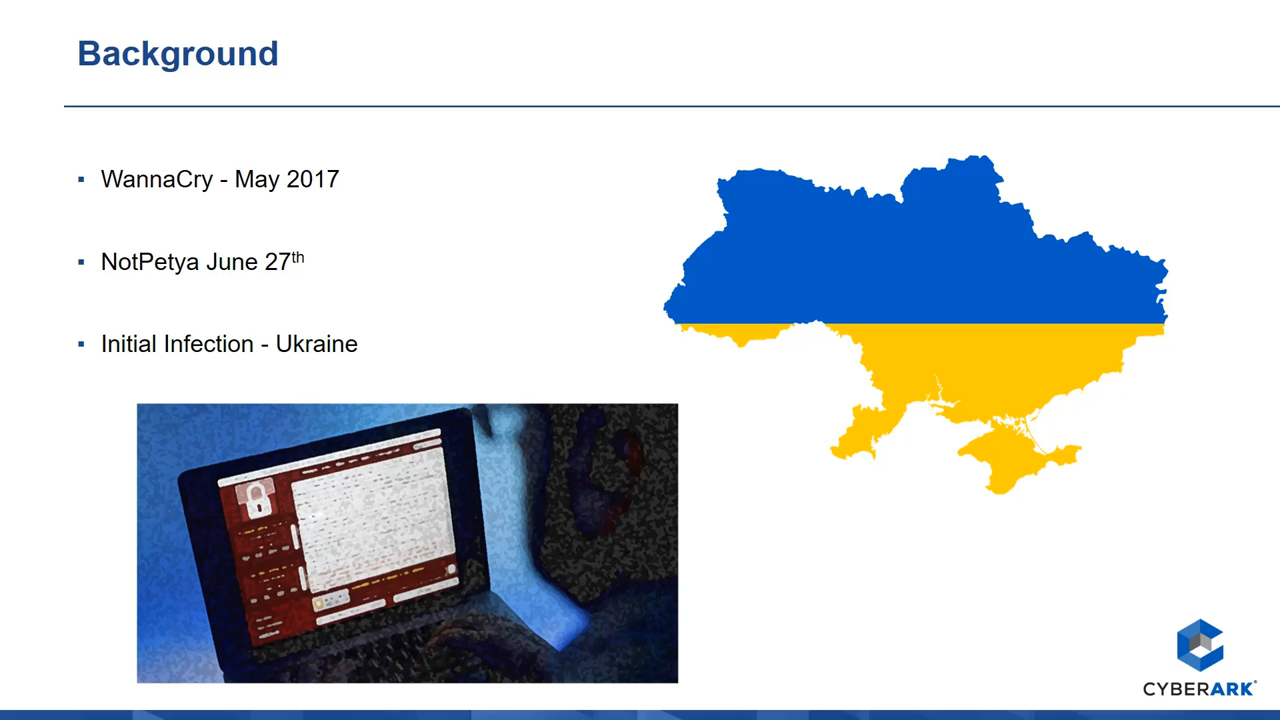 Background
WannaCry - May 2017
NotPetya June 27th
Initial Infection - Ukraine
CYBERARK®